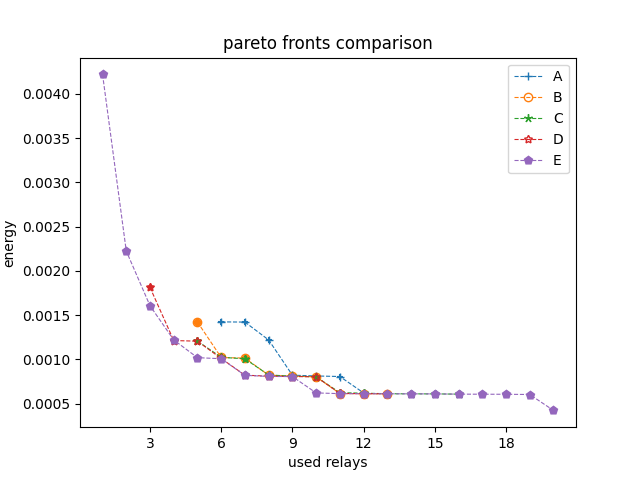 pareto fronts comparison
A
B
C
D
E
energy
0.0040
0.0035
0.0030
0.0025
0.0020
0.0015
0.0010
0.0005
3 6 9 12 15 18
used relays